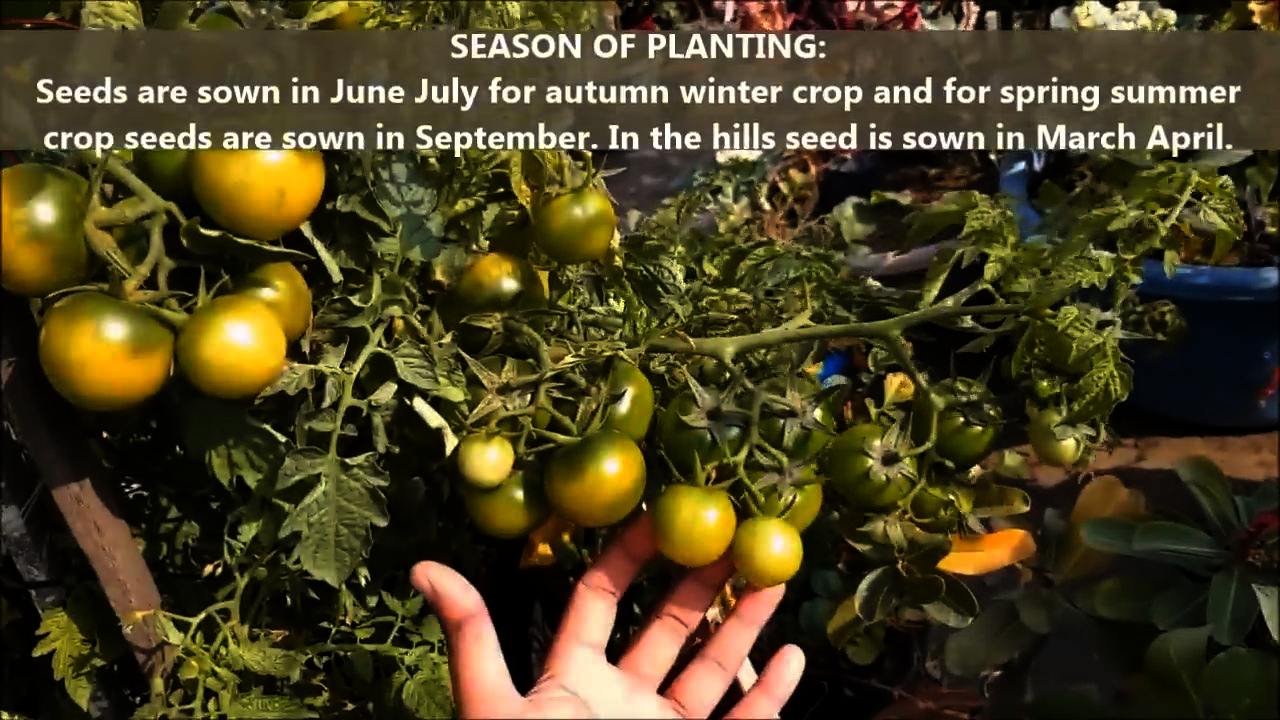 SEASON OF PLANTING:
Seeds are sown in June July for autumn winter crop and for spring summer
crop seeds are sown in September. In the hills seed is sown in March April.